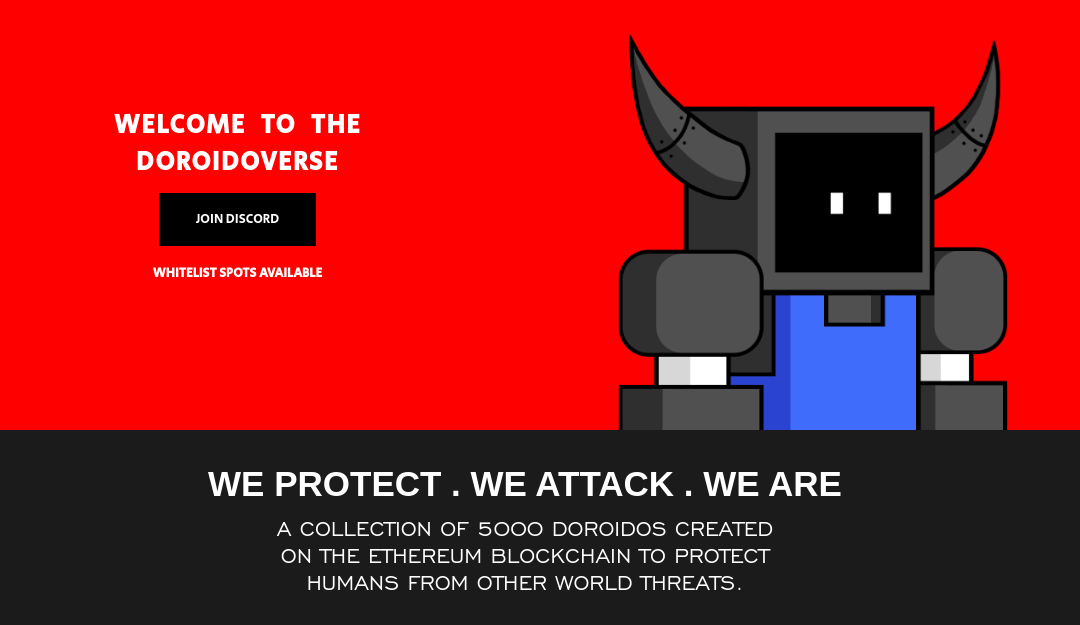 WELCOME TO THE
DOROIDOVERSE
JOIN DISCORD
WHITELIST SPOTS AVAILABLE
WE PROTECT . WE ATTACK . WE ARE
A COLLECTION OF 5000 DOROIDOS CREATED
ON THE ETHEREUM BLOCKCHAIN TO PROTECT
HUMANS FROM OTHER WORLD THREATS.